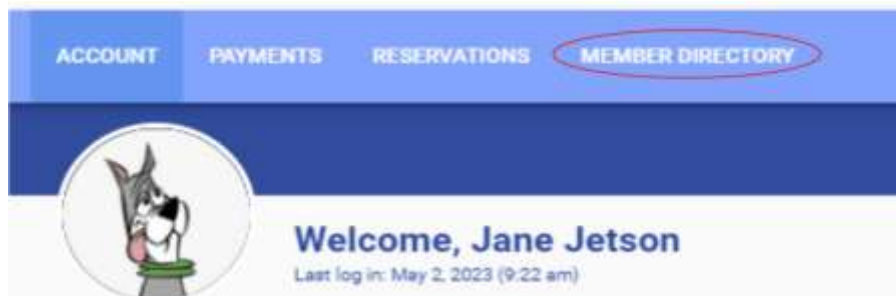 ACCOUNT PAYMENTS RESERVATIONS MEMBER DIRECTORY
Welcome, Jane Jetson
Last log in: May 2, 2023 (9:22 am)